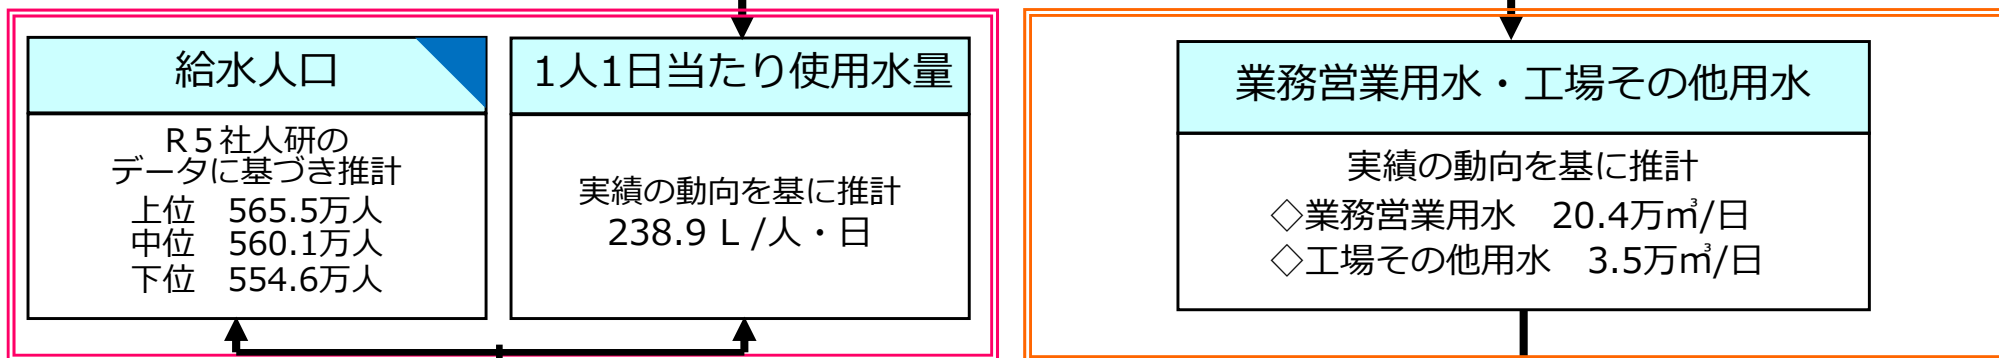 給水人口
R5社人研の
データに基づき推計
上位　565.5万人
中位　560.1万人
下位　554.6万人
1人1日当たり使用水量
実績の動向を基に推計
238.9 L /人・日
業務営業用水・工場その他用水
実績の動向を基に推計
◇業務営業用水　20.4万㎥/日
◇工場その他用水　3.5万㎥/日